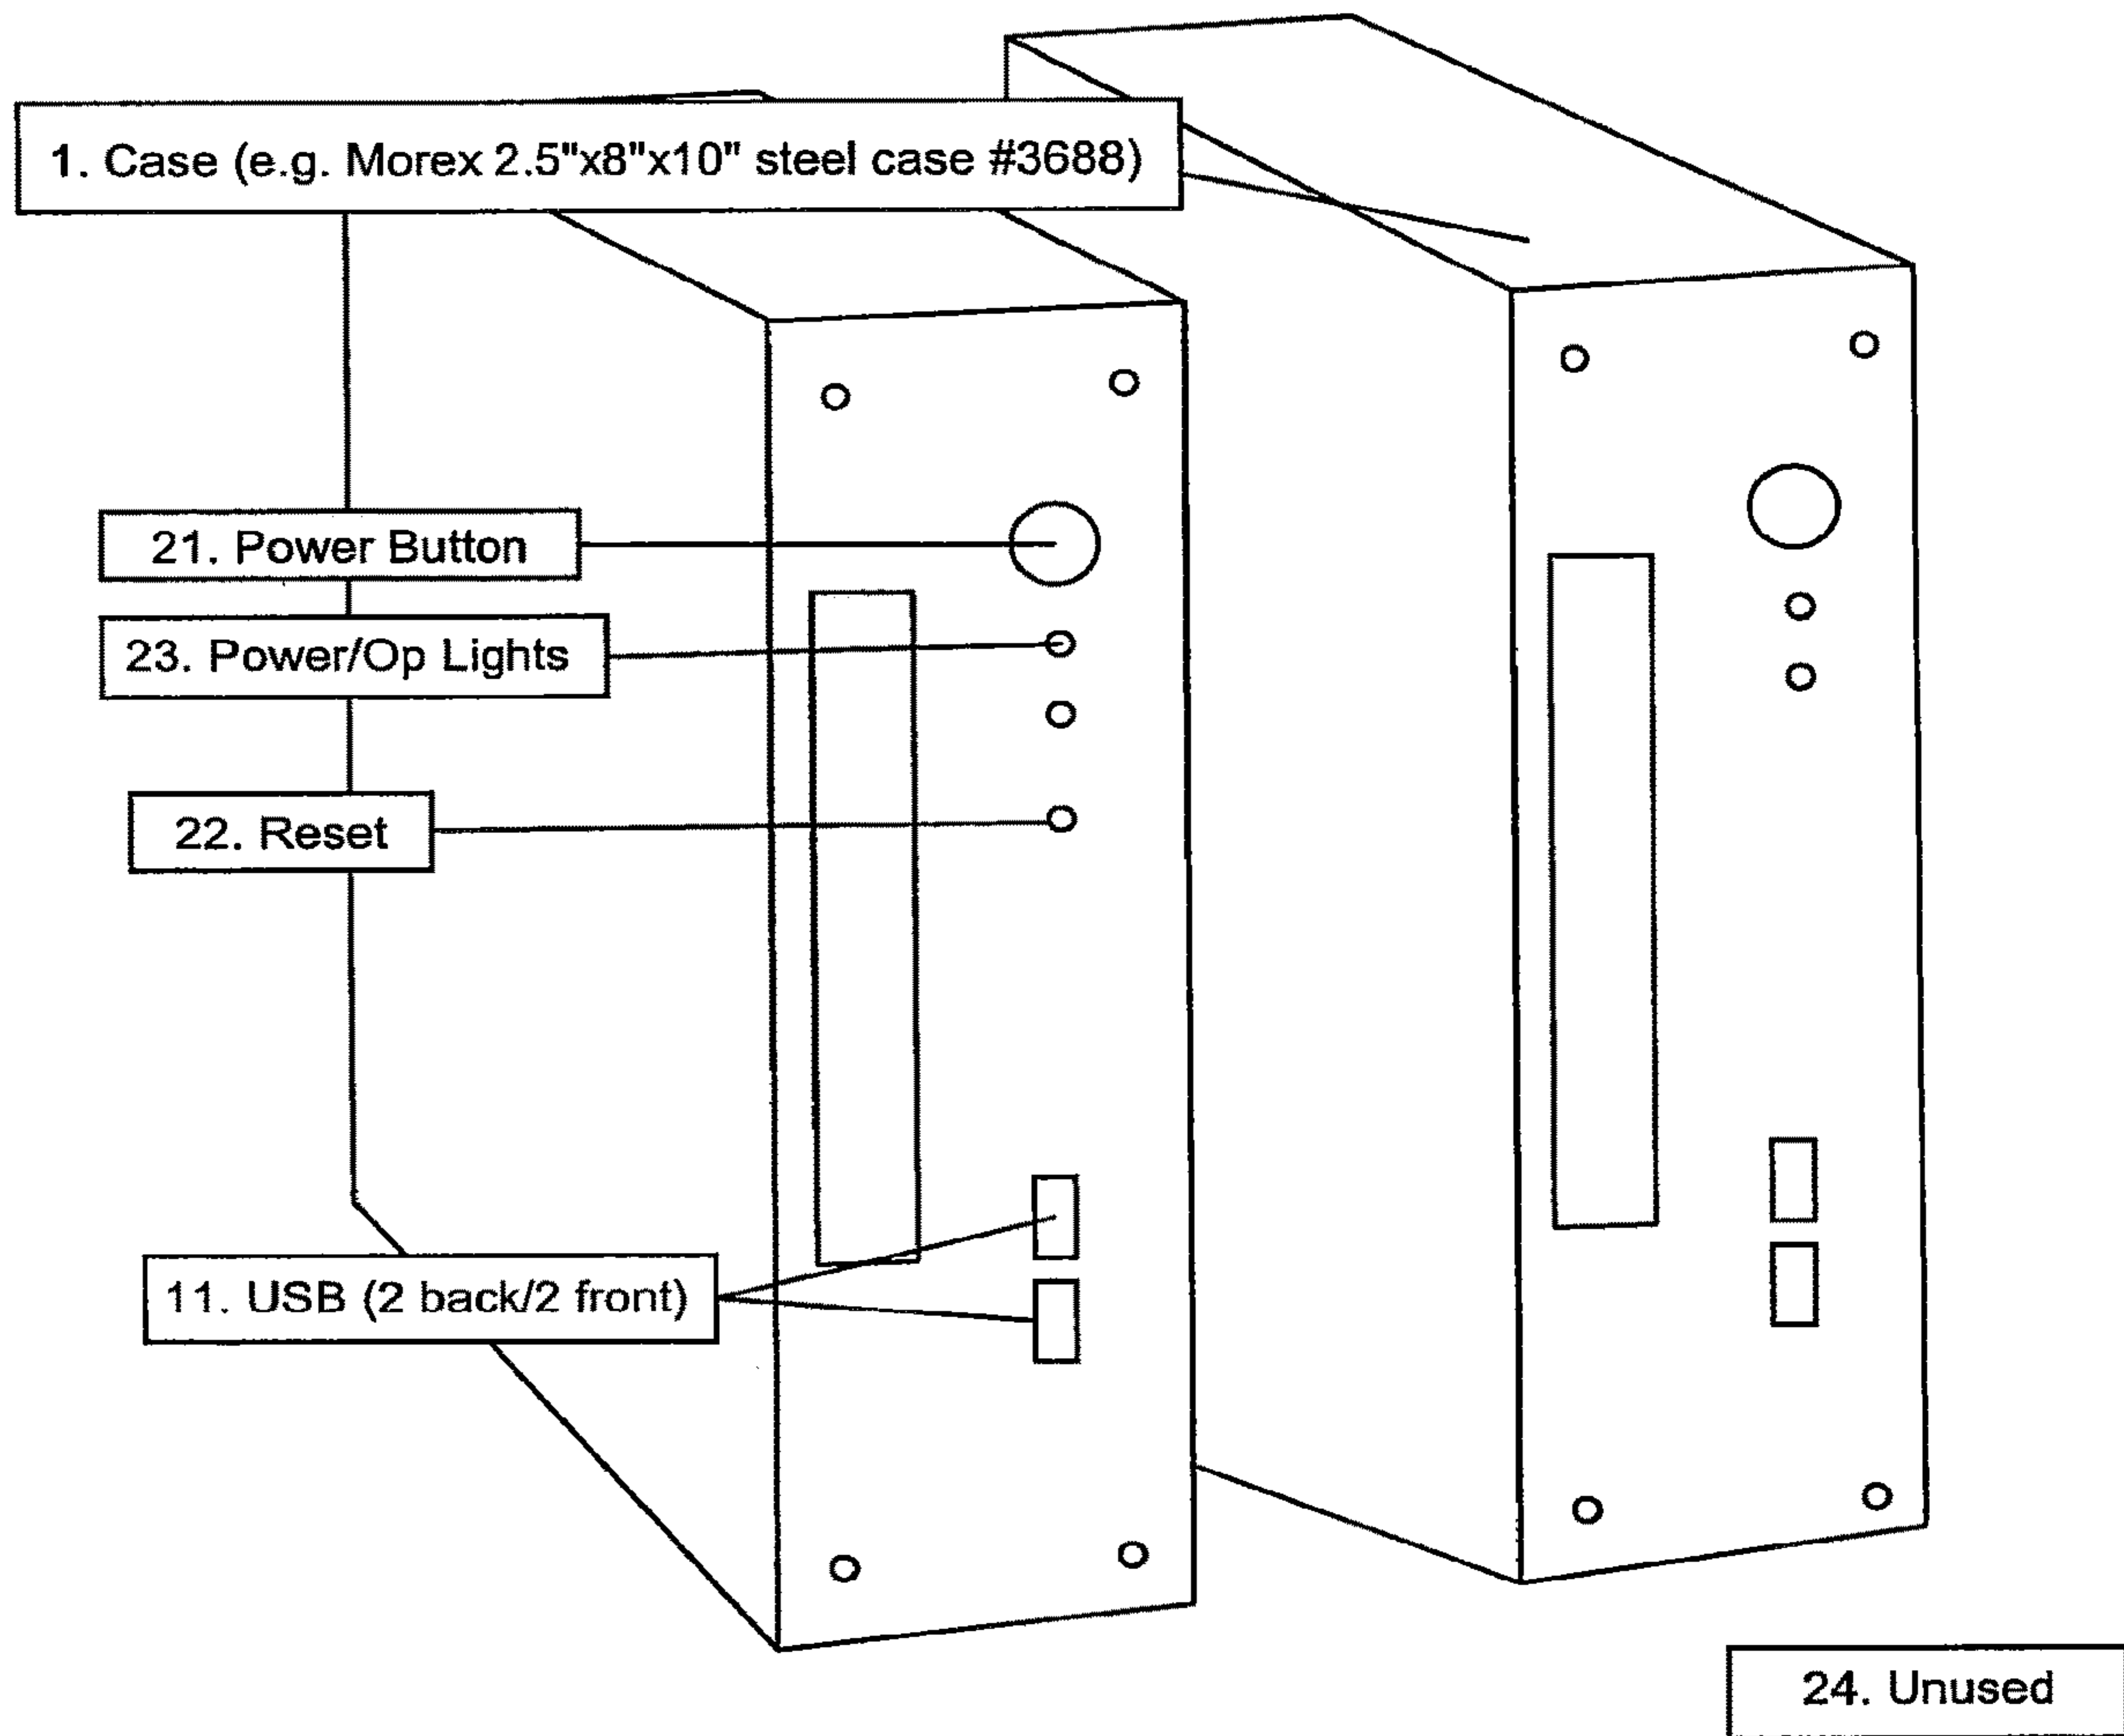 1. Case (e.g. Morex 2.5"x8"x10" steel case #3688)
21. Power Button
23. Power/Op Lights
22. Reset
11. USB (2 back/2 front)
24. Unused